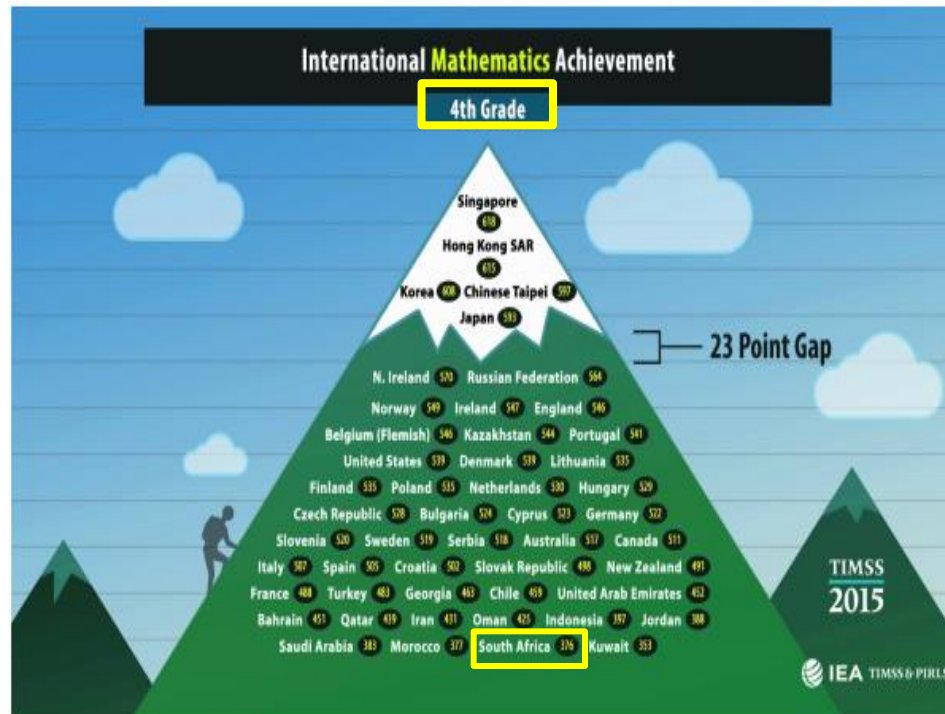 International Mathematics Achievement
4th Grade
Singapore
618
Hong Kong SAR
615
Korea 608 Chinese Taipei 597
Japan 593
23 Point Gap
N. Ireland 570 Russian Federation 564
Norway 549 Ireland 547 England 546
Belgium (Flemish) 546 Kazakhstan 544 Portugal 541
United States 539 Denmark 539 Lithuania 535
Finland 535 Poland 535 Netherlands 530 Hungary 529
Czech Republic 528 Bulgaria 524 Cyprus 523 Germany 522
Slovenia 520 Sweden 519 Serbia 518 Australia 517 Canada 511
Italy 507 Spain 505 Croatia 502 Slovak Republic 498 New Zealand 491
France 488 Turkey 483 Georgia 463 Chile 459 United Arab Emirates 452
Bahrain 451 Qatar 439 Iran 431 Oman 425 Indonesia 397 Jordan 388
Saudi Arabia 383 Morocco 377 South Africa 376 Kuwait 353
TIMSS
2015
IEA TIMSS & PIRLS